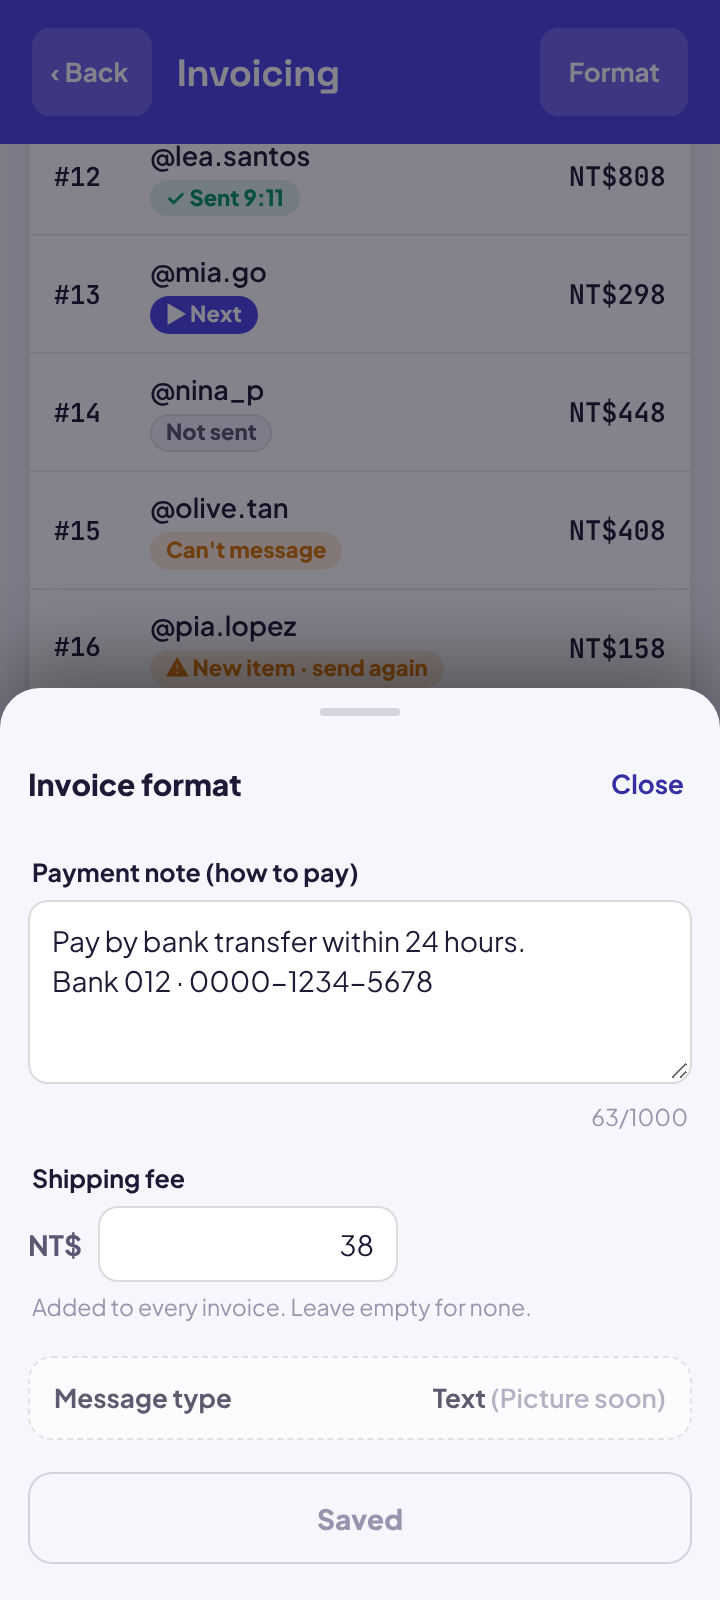 ‹ Back
Invoicing
Format
#12
@lea.santos
NT$808
✓ Sent 9:11
#13
@mia.go
NT$298
▶ Next
#14
@nina_p
NT$448
Not sent
#15
@olive.tan
NT$408
Can't message
#16
@pia.lopez
NT$158
⚠ New item · send again
Invoice format
Close
Payment note (how to pay)
Pay by bank transfer within 24 hours.
Bank 012 · 0000-1234-5678
63/1000
Shipping fee
NT$
38
Added to every invoice. Leave empty for none.
Message type
Text (Picture soon)
Saved